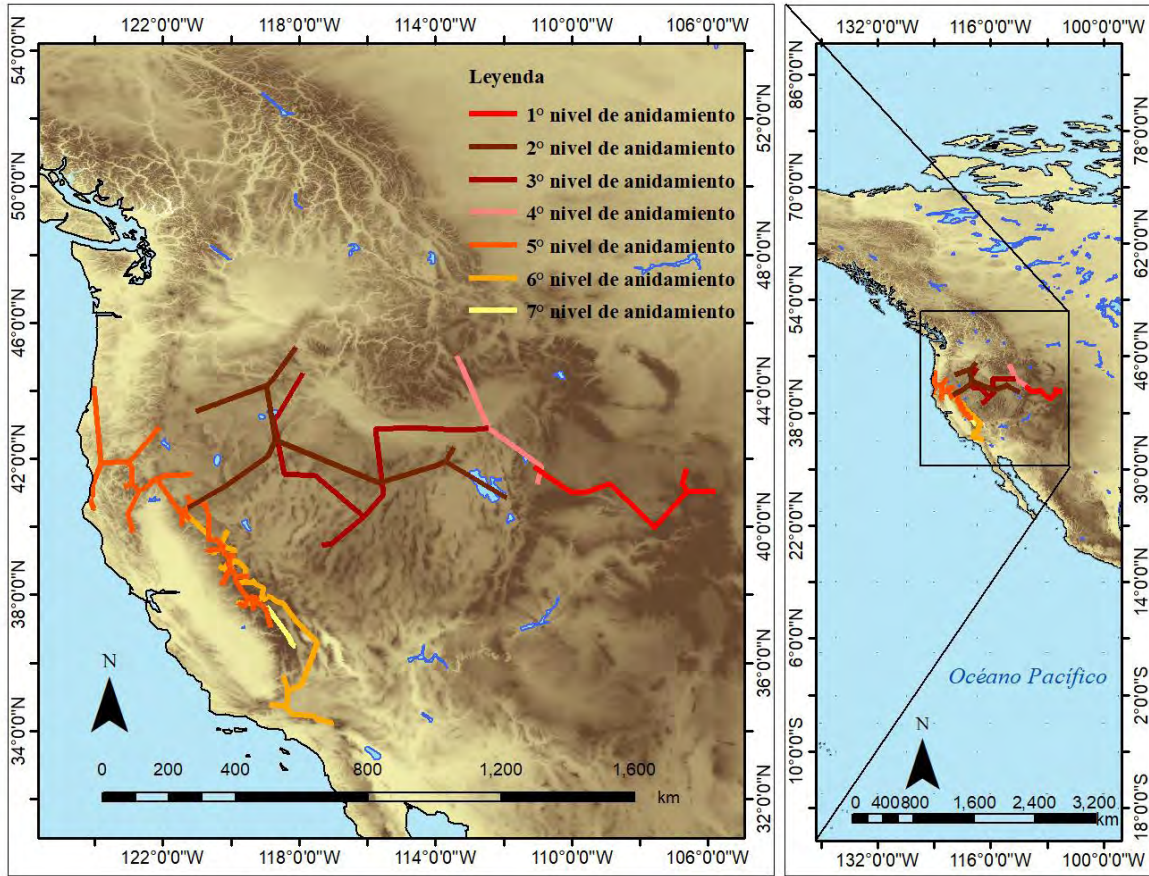 122°0'0"W 118°0'0"W 114°0'0"W 110°0'0"W 106°0'0"W
54°0'0"N
50°0'0"N
46°0'0"N
42°0'0"N
38°0'0"N
34°0'0"N
Leyenda
1° nivel de anidamiento
2° nivel de anidamiento
3° nivel de anidamiento
4° nivel de anidamiento
5° nivel de anidamiento
6° nivel de anidamiento
7° nivel de anidamiento
52°0'0"N
48°0'0"N
44°0'0"N
40°0'0"N
36°0'0"N
32°0'0"N
N
0 200 400 800 1,200 1,600
km
122°0'0"W 118°0'0"W 114°0'0"W 110°0'0"W 106°0'0"W
132°0'0"W 116°0'0"W 100°0'0"W
88°0'0"N
70°0'0"N
54°0'0"N
38°0'0"N
22°0'0"N
6°0'0"N
10°0'0"S
78°0'0"N
62°0'0"N
46°0'0"N
30°0'0"N
14°0'0"N
2°0'0"S
18°0'0"S
Océano Pacífico
N
0 400 800 1,600 2,400 3,200
km
132°0'0"W 116°0'0"W 100°0'0"W